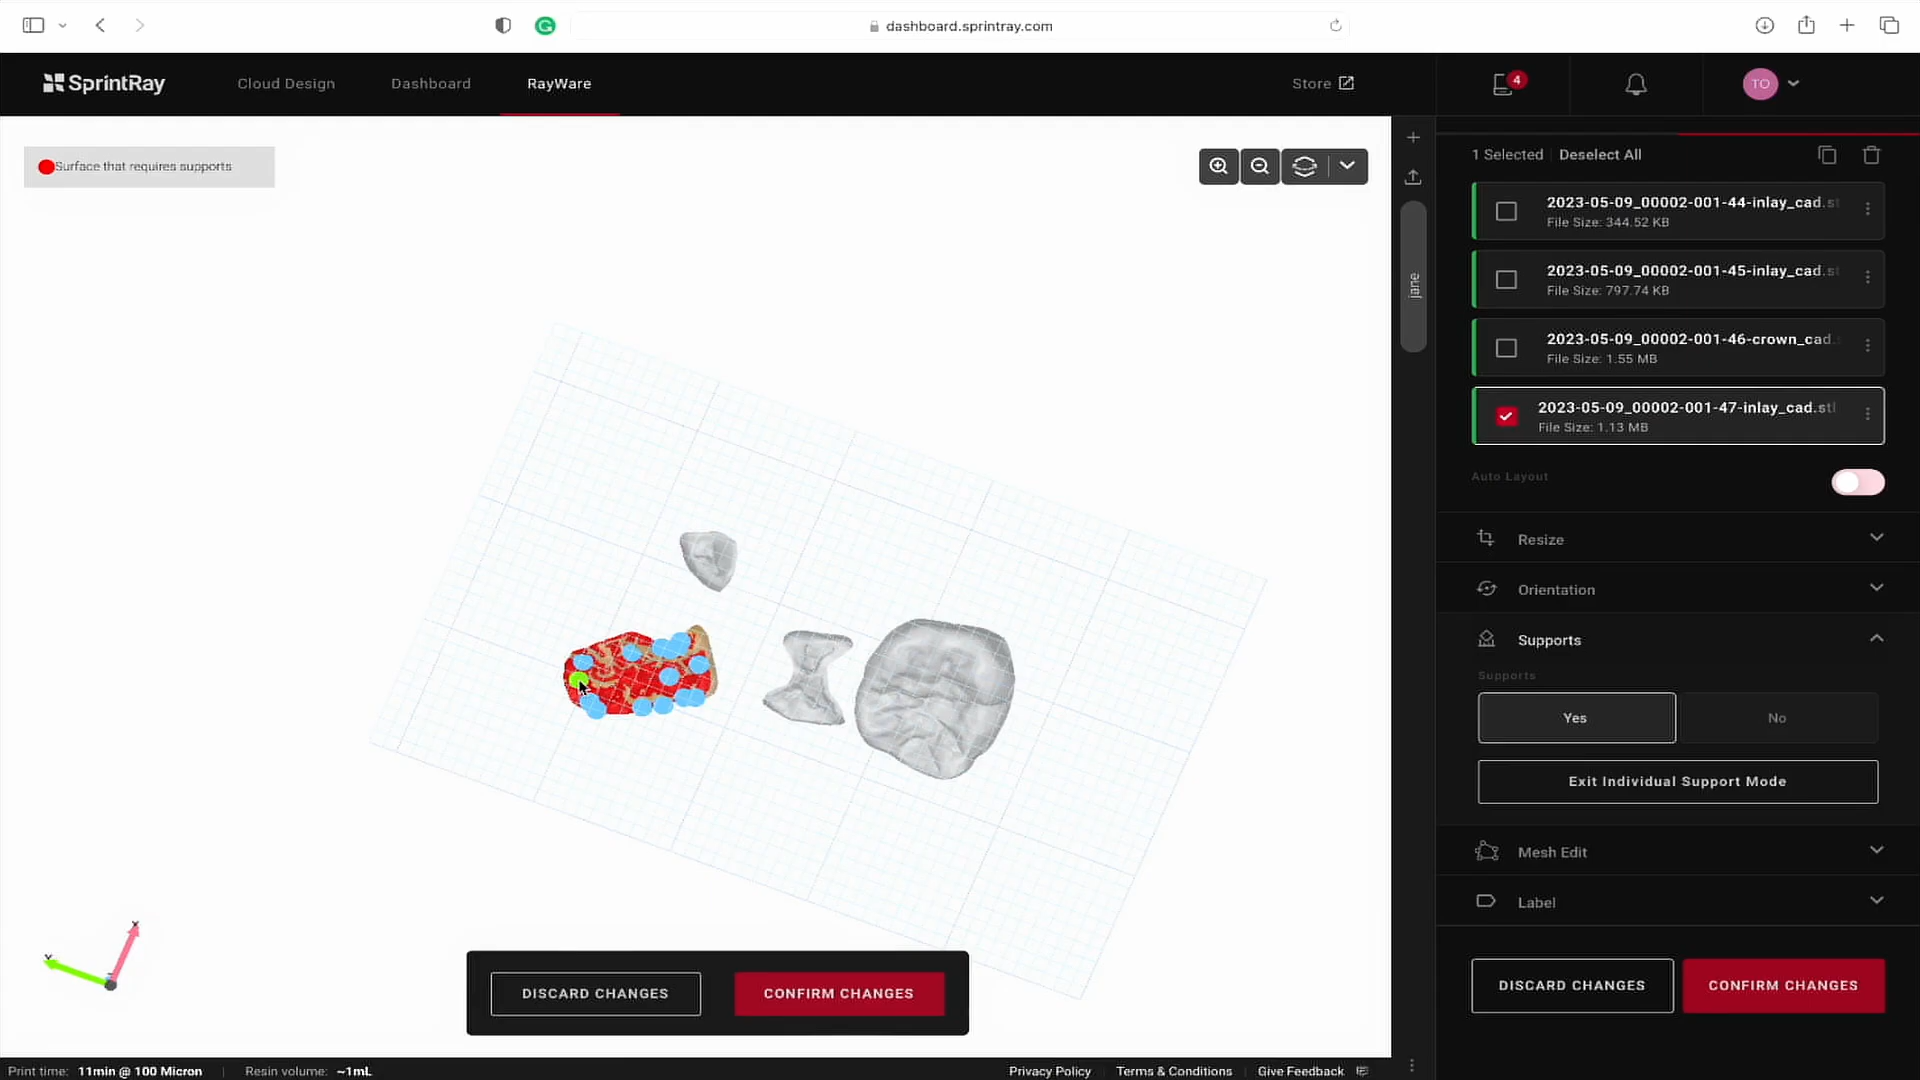 dashboard.sprintray.com
SprintRay
Cloud Design
Dashboard
RayWare
Store
4
TO
Surface that requires supports
1 Selected
Deselect All
2023-05-09_00002-001-44-inlay_cad.st
File Size: 344.52 KB
2023-05-09_00002-001-45-inlay_cad.st
File Size: 797.74 KB
2023-05-09_00002-001-46-crown_cad.
File Size: 1.55 MB
2023-05-09_00002-001-47-inlay_cad.stl
File Size: 1.13 MB
jane
Auto Layout
Resize
Orientation
Supports
Supports
Yes
No
Exit Individual Support Mode
Mesh Edit
Label
DISCARD CHANGES
CONFIRM CHANGES
DISCARD CHANGES
CONFIRM CHANGES
Print time: 11min @ 100 Micron
Resin volume: ~1mL
Privacy Policy
Terms & Conditions
Give Feedback